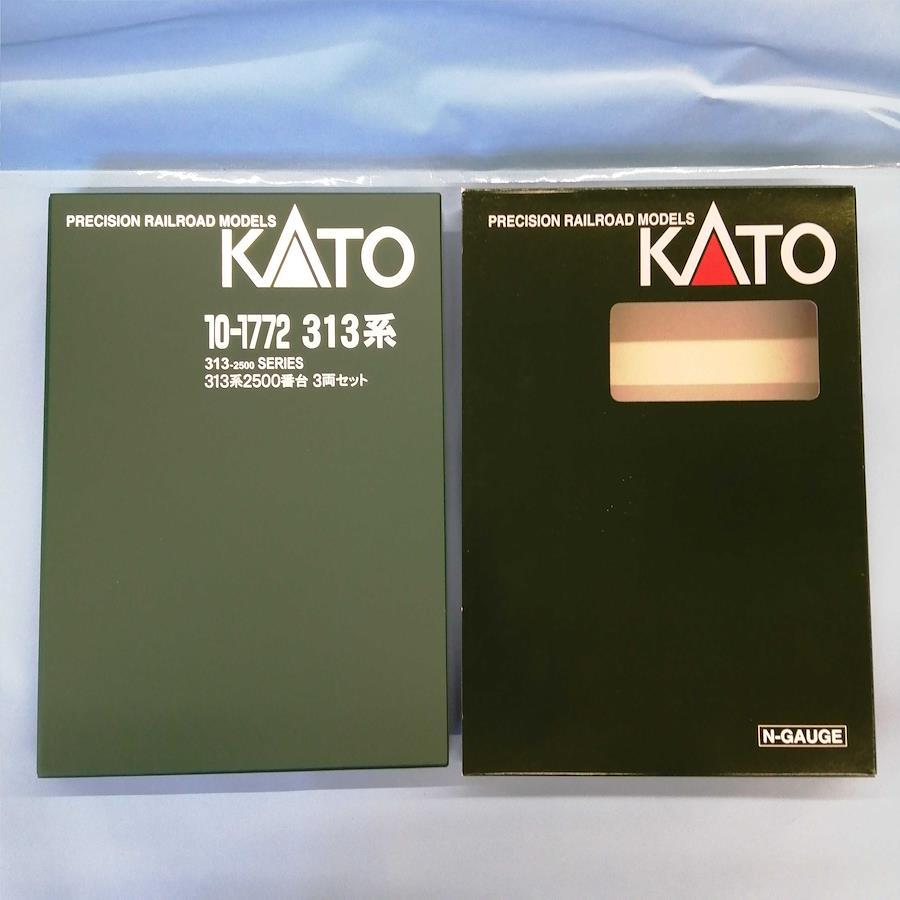 PRECISION RAILROAD MODELS
KATO
10-1772 313系
313-2500 SERIES
313系2500番台 3両セット
PRECISION RAILROAD MODELS
KATO
N-GAUGE